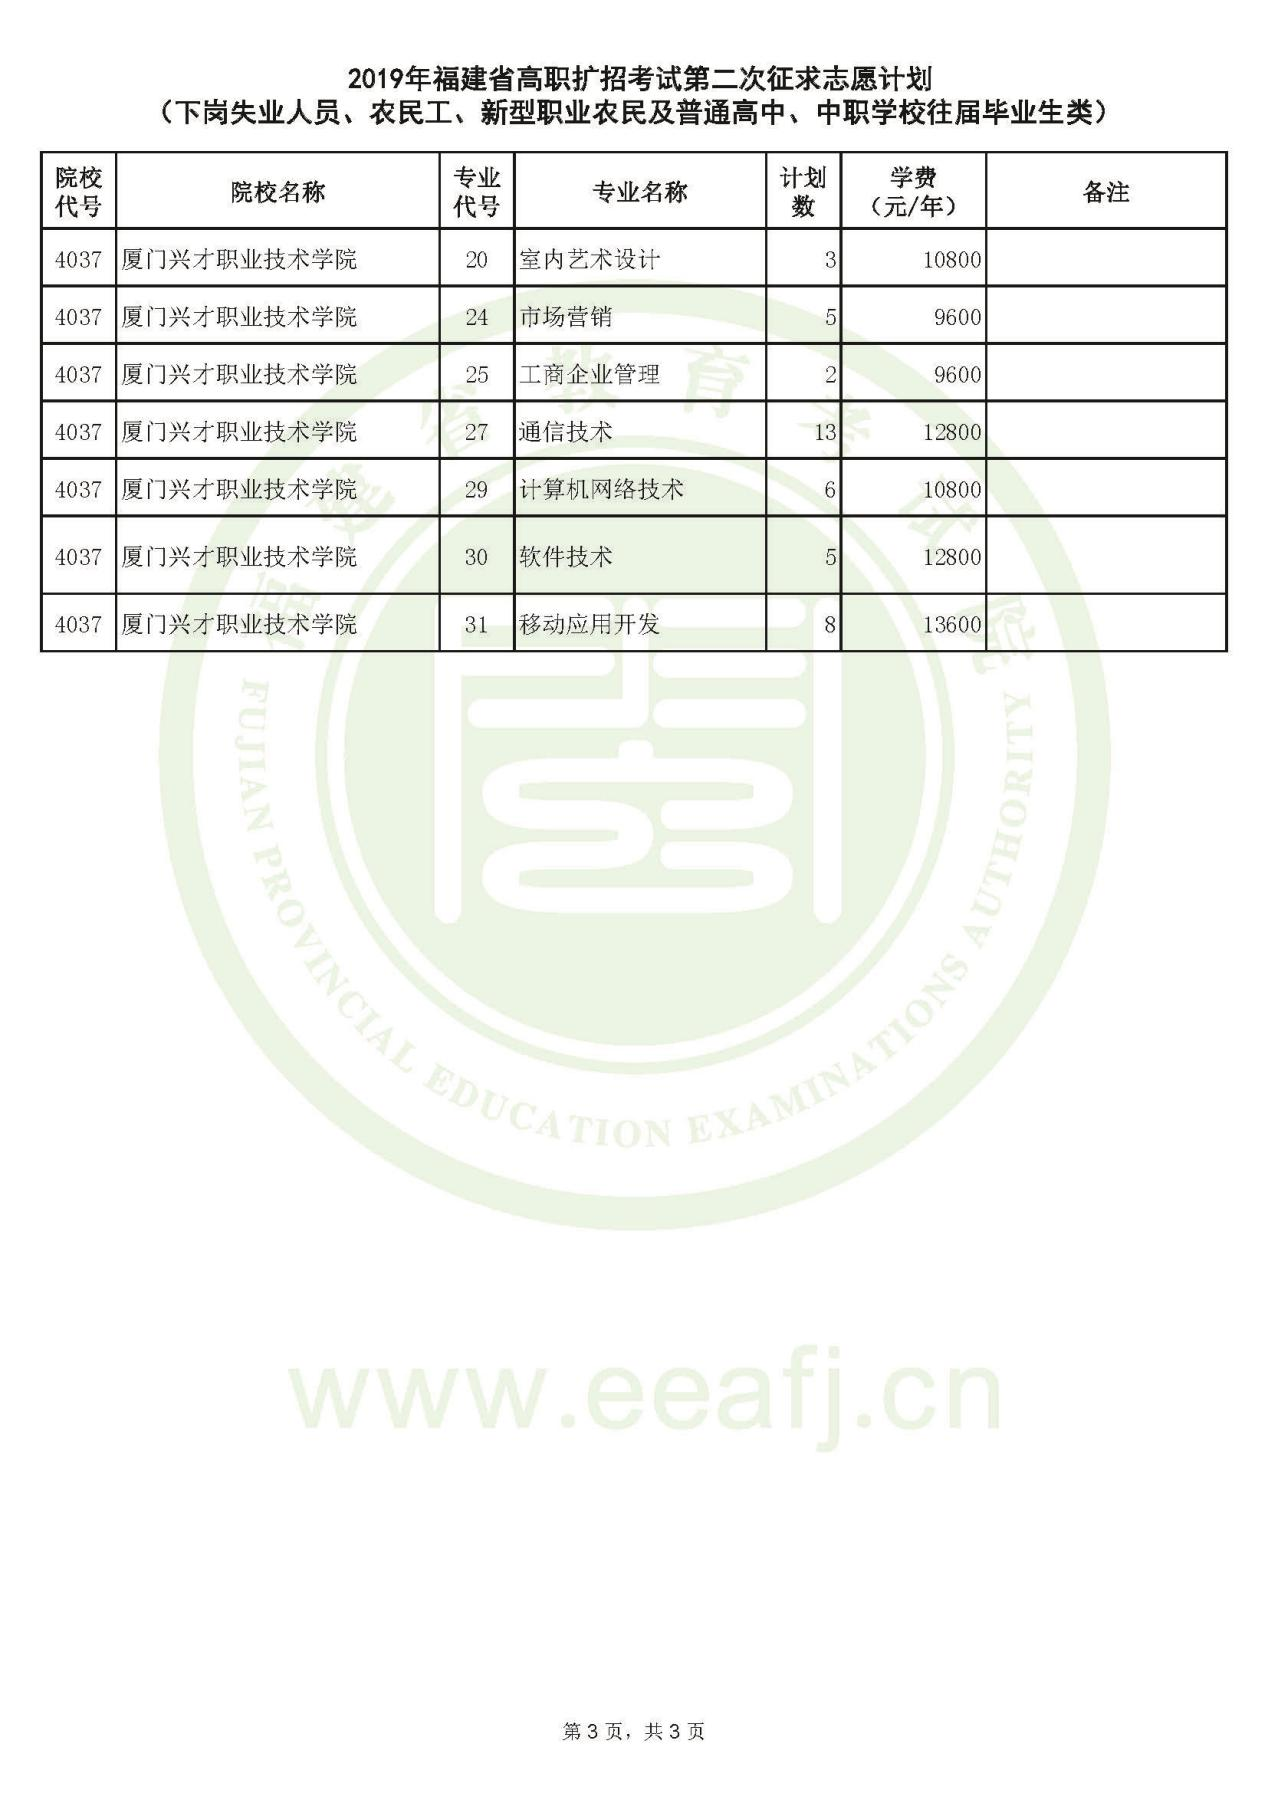 2019年福建省高职扩招考试第二次征求志愿计划
（下岗失业人员、农民工、新型职业农民及普通高中、中职学校往届毕业生类）
院校代号 院校名称 专业代号 专业名称 计划数 学费（元/年） 备注
4037 厦门兴才职业技术学院 20 室内艺术设计 3 10800
4037 厦门兴才职业技术学院 24 市场营销 5 9600
4037 厦门兴才职业技术学院 25 工商企业管理 2 9600
4037 厦门兴才职业技术学院 27 通信技术 13 12800
4037 厦门兴才职业技术学院 29 计算机网络技术 6 10800
4037 厦门兴才职业技术学院 30 软件技术 5 12800
4037 厦门兴才职业技术学院 31 移动应用开发 8 13600
福建省教育考试院
FUJIAN PROVINCIAL EDUCATION EXAMINATIONS AUTHORITY
www.eeafj.cn
第 3 页，共 3 页